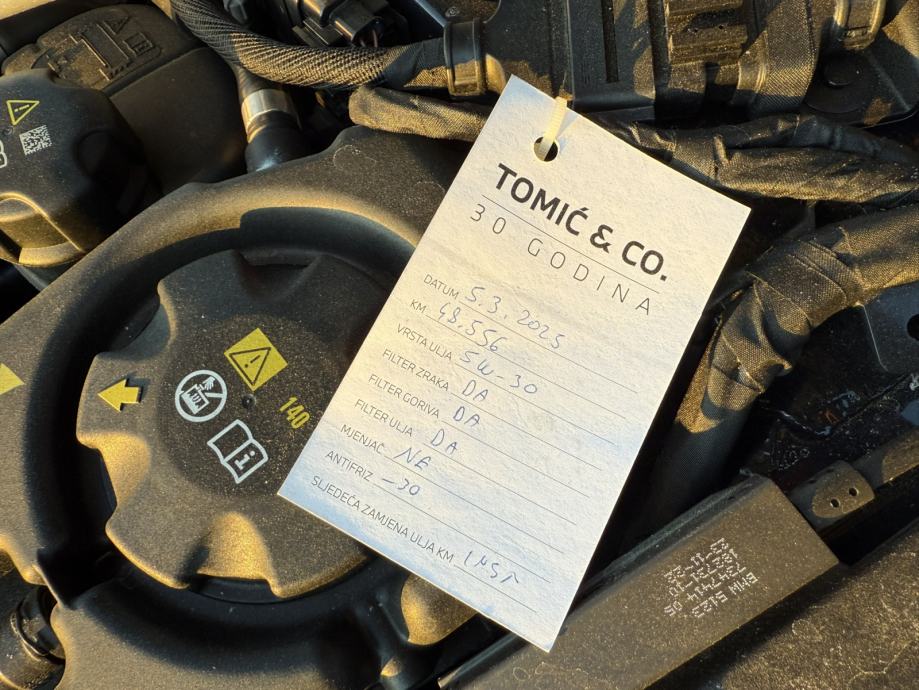 TOMIĆ & CO.
30 GODINA
DATUM 5.3.2025
KM 48.556
VRSTA ULJA 5W-30
FILTER ZRAKA DA
FILTER GORIVA DA
FILTER ULJA DA
MJENJAČ NE
ANTIFRIZ -30
SLJEDEĆA ZAMJENA ULJA KM
140
BMW 5123